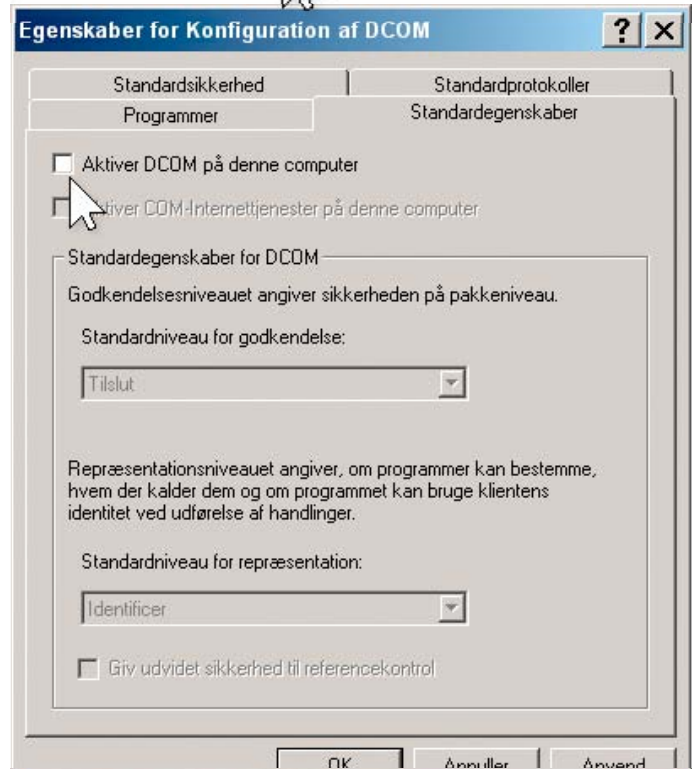 Egenskaber for Konfiguration af DCOM
Standardsikkerhed
Standardprotokoller
Programmer
Standardegenskaber
Aktiver DCOM på denne computer
Aktiver COM-Internettjenester på denne computer
Standardegenskaber for DCOM
Godkendelsesniveauet angiver sikkerheden på pakkeniveau.
Standardniveau for godkendelse:
Tilslut
Repræsentationsniveauet angiver, om programmer kan bestemme,
hvem der kalder dem og om programmet kan bruge klientens
identitet ved udførelse af handlinger.
Standardniveau for repræsentation:
Identificer
Giv udvidet sikkerhed til referencekontrol
OK
Annuller
Anvend